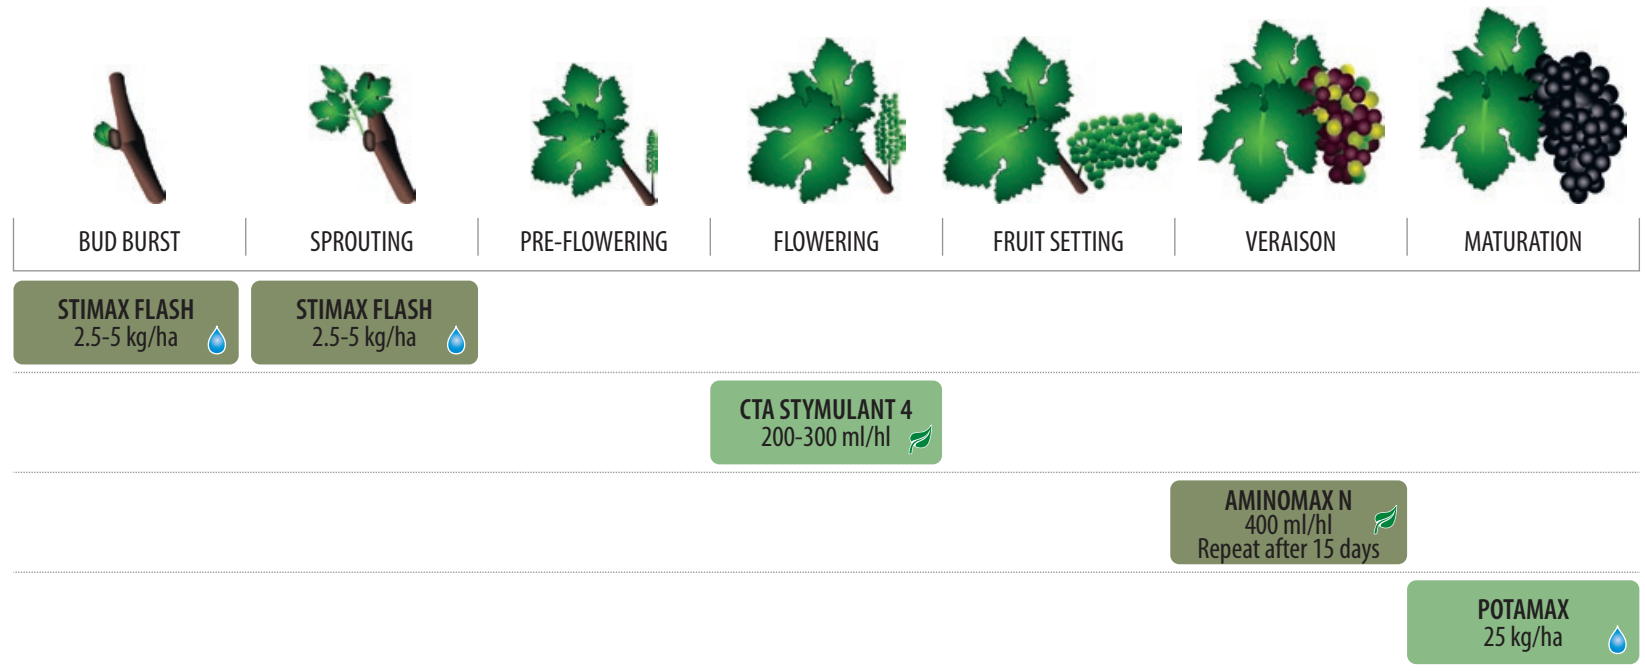 BUD BURST
SPROUTING
PRE-FLOWERING
FLOWERING
FRUIT SETTING
VERAISON
MATURATION
STIMAX FLASH
2.5-5 kg/ha
STIMAX FLASH
2.5-5 kg/ha
CTA STYMULANT 4
200-300 ml/hl
AMINOMAX N
400 ml/hl
Repeat after 15 days
POTAMAX
25 kg/ha